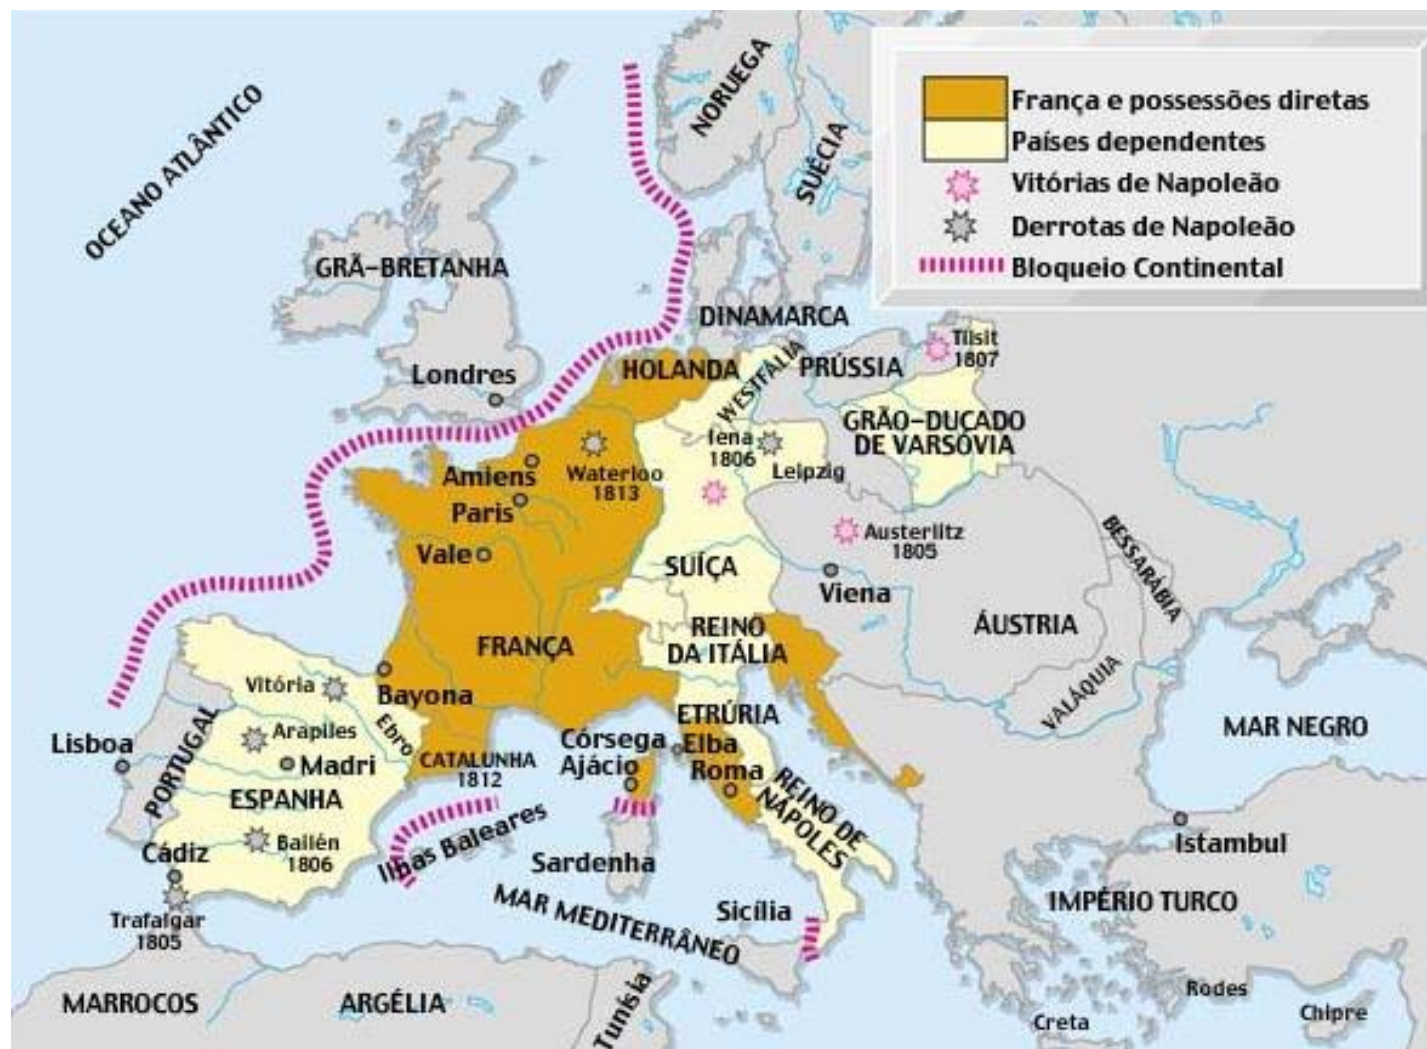 França e possessões diretas
Países dependentes
Vitórias de Napoleão
Derrotas de Napoleão
Bloqueio Continental
OCEANO ATLÂNTICO
NORUEGA
SUÉCIA
GRÃ-BRETANHA
Londres
DINAMARCA
HOLANDA
WESTFÁLIA
PRÚSSIA
Tilsit
1807
GRÃO-DUCADO
DE VARSÓVIA
Iena
1806
Leipzig
Amiens
Waterloo
1813
Paris
Vale
Austerlitz
1805
SUÍÇA
Viena
BESSARÁBIA
ÁUSTRIA
FRANÇA
REINO
DA ITÁLIA
VALÁQUIA
Vitória
Bayona
Ebro
ETRÚRIA
MAR NEGRO
Lisboa
PORTUGAL
Arapiles
Madri
CATALUNHA
1812
Córsega
Ajácio
Elba
Roma
REINO DE
NÁPOLES
ESPANHA
Ilhas Baleares
Bailén
1806
Cádiz
Sardenha
Istambul
Trafalgar
1805
MAR MEDITERRÂNEO
Sicília
IMPÉRIO TURCO
MARROCOS
ARGÉLIA
Tunísia
Rodes
Creta
Chipre